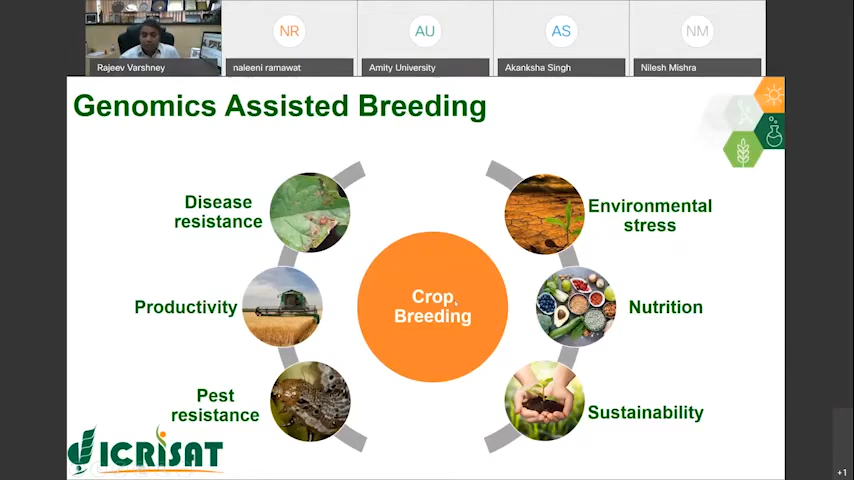 NR
AU
AS
NM
Rajeev Varshney
naleeni ramawat
Amity University
Akanksha Singh
Nilesh Mishra
Genomics Assisted Breeding
Disease
resistance
Environmental
stress
Productivity
Crop
Breeding
Nutrition
Pest
resistance
Sustainability
ICRISAT
+1